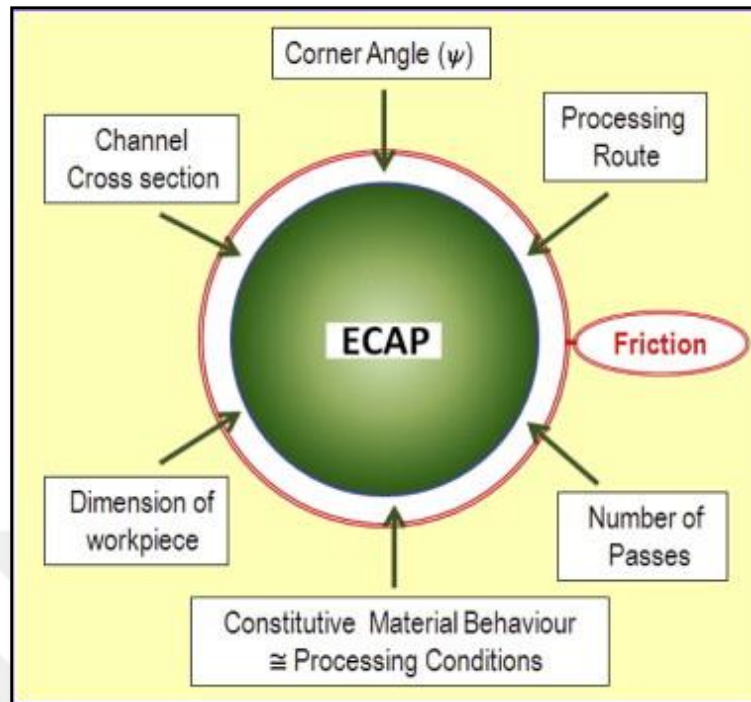 Corner Angle (ψ)
Channel
Cross section
Processing
Route
ECAP
Friction
Dimension of
workpiece
Number of
Passes
Constitutive Material Behaviour
≅ Processing Conditions